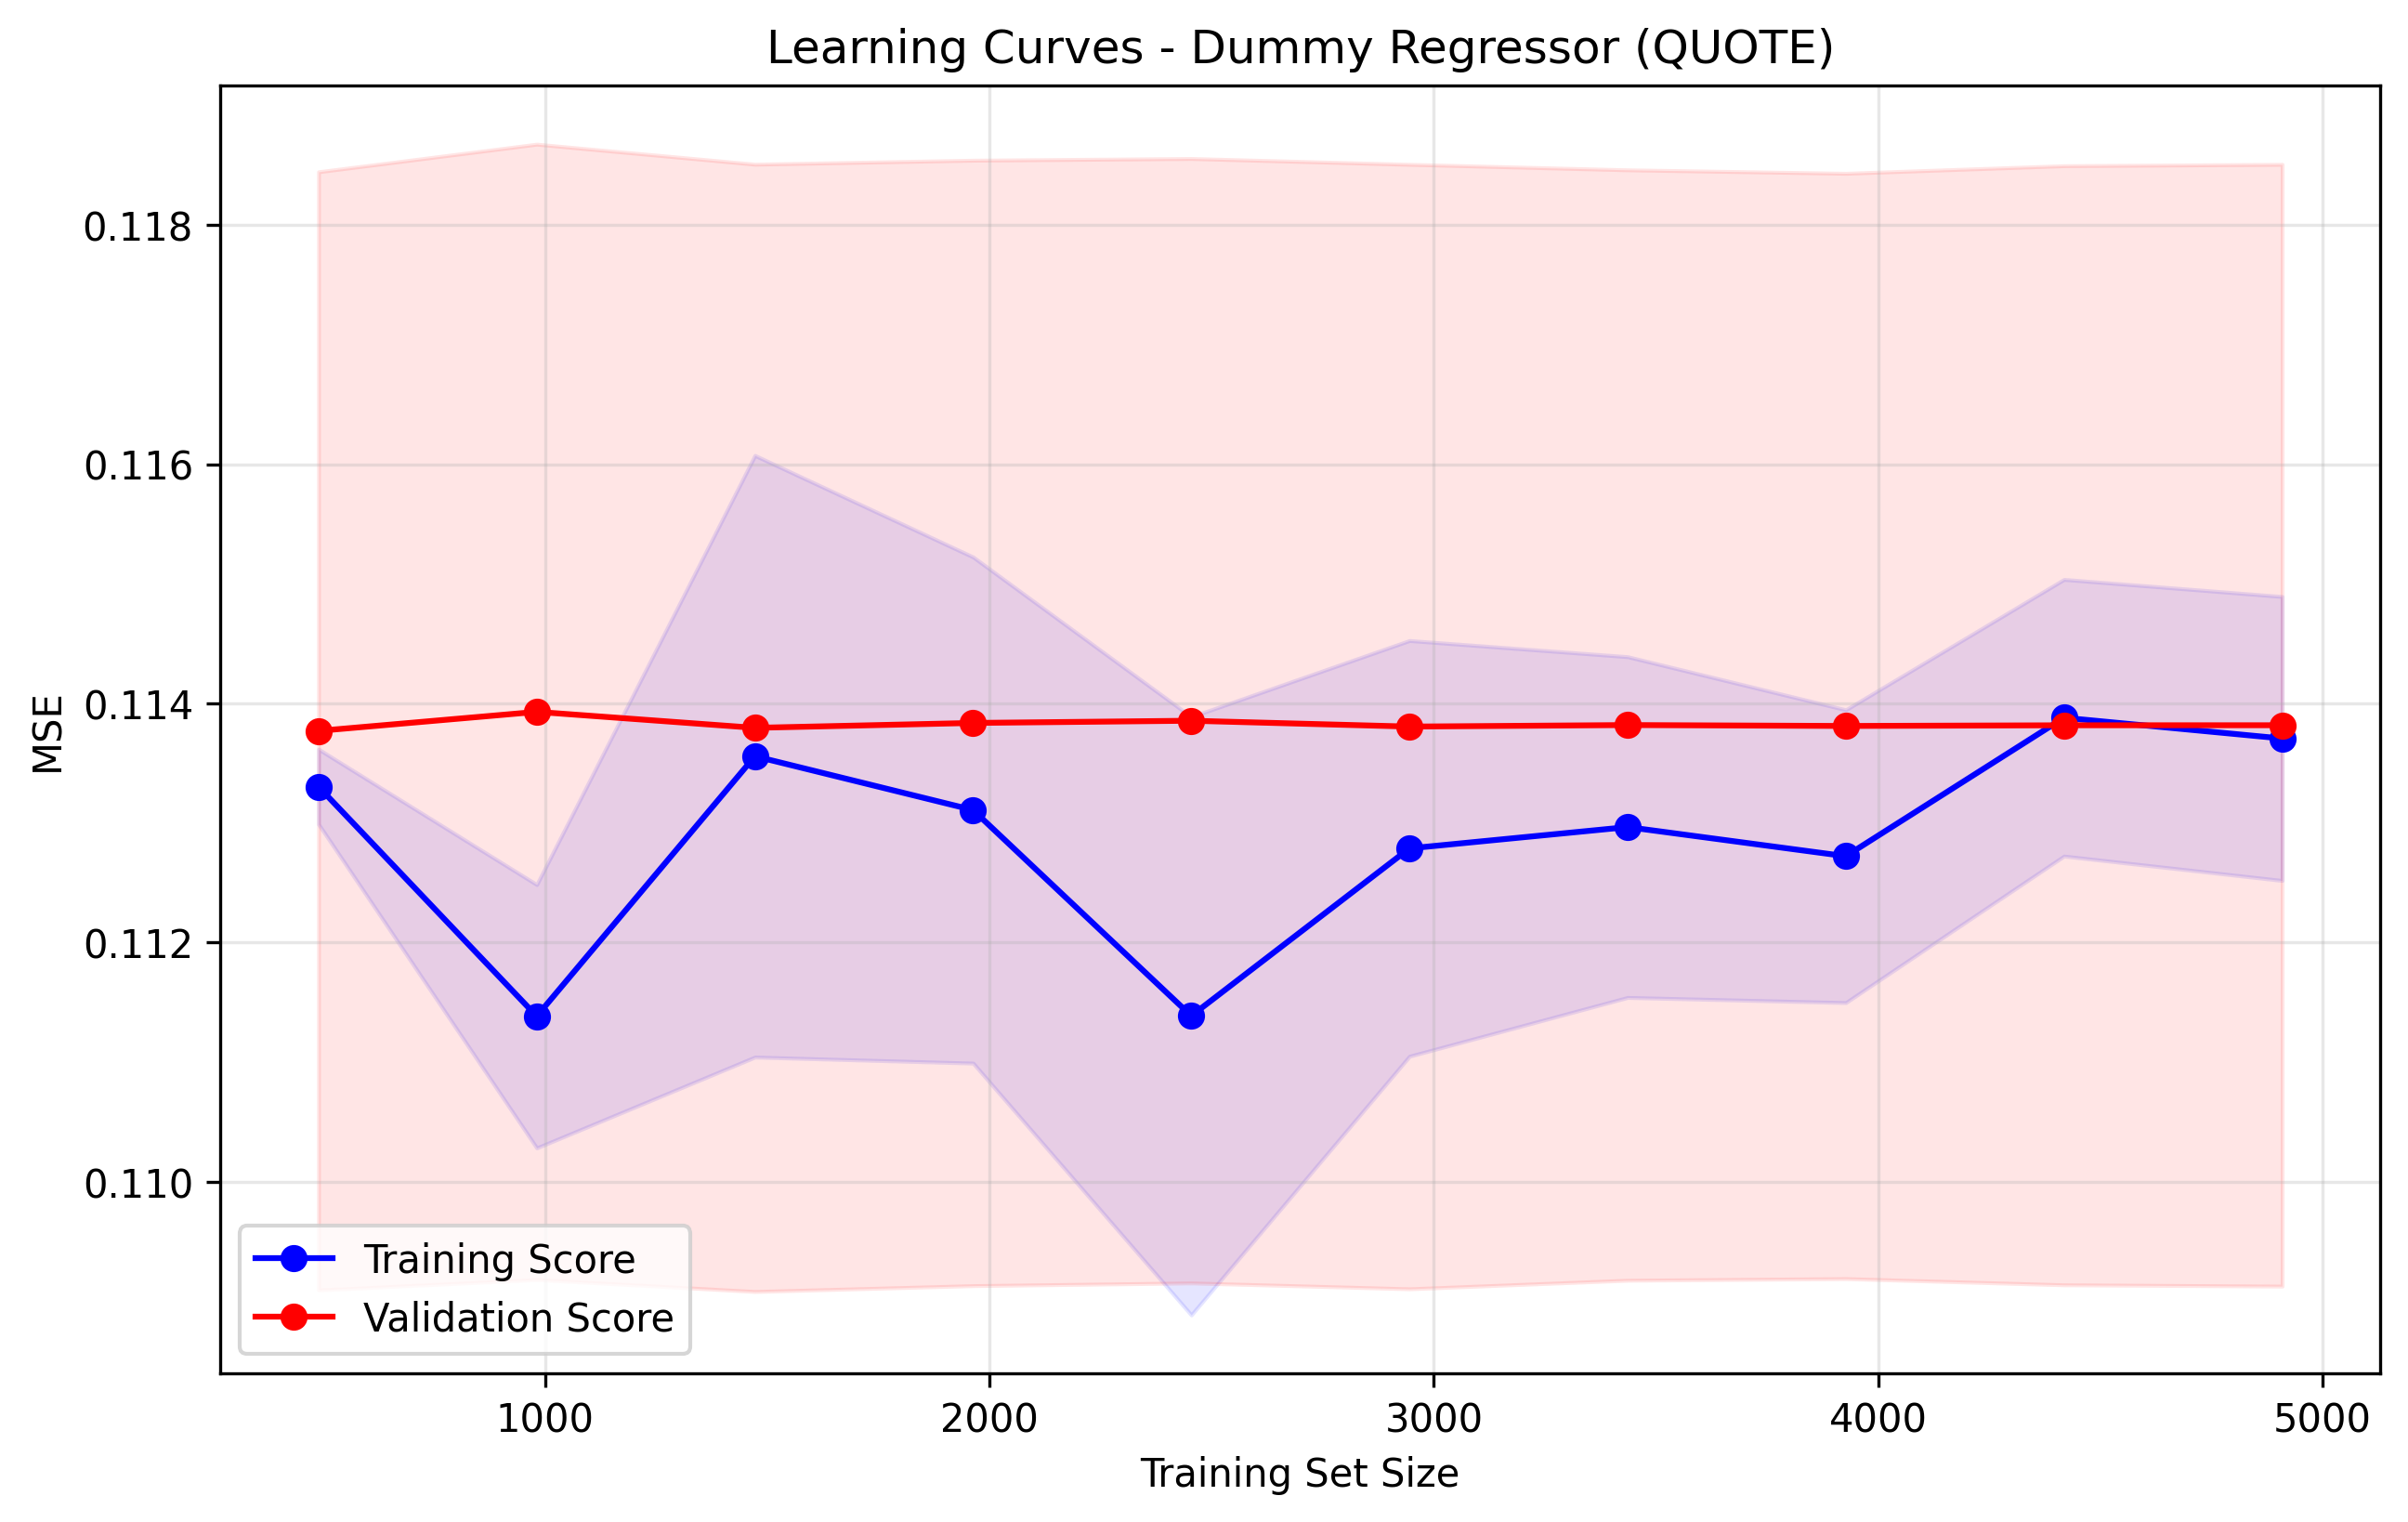 Learning Curves - Dummy Regressor (QUOTE)
MSE
0.118
0.116
0.114
0.112
0.110
Training Score
Validation Score
1000 2000 3000 4000 5000
Training Set Size